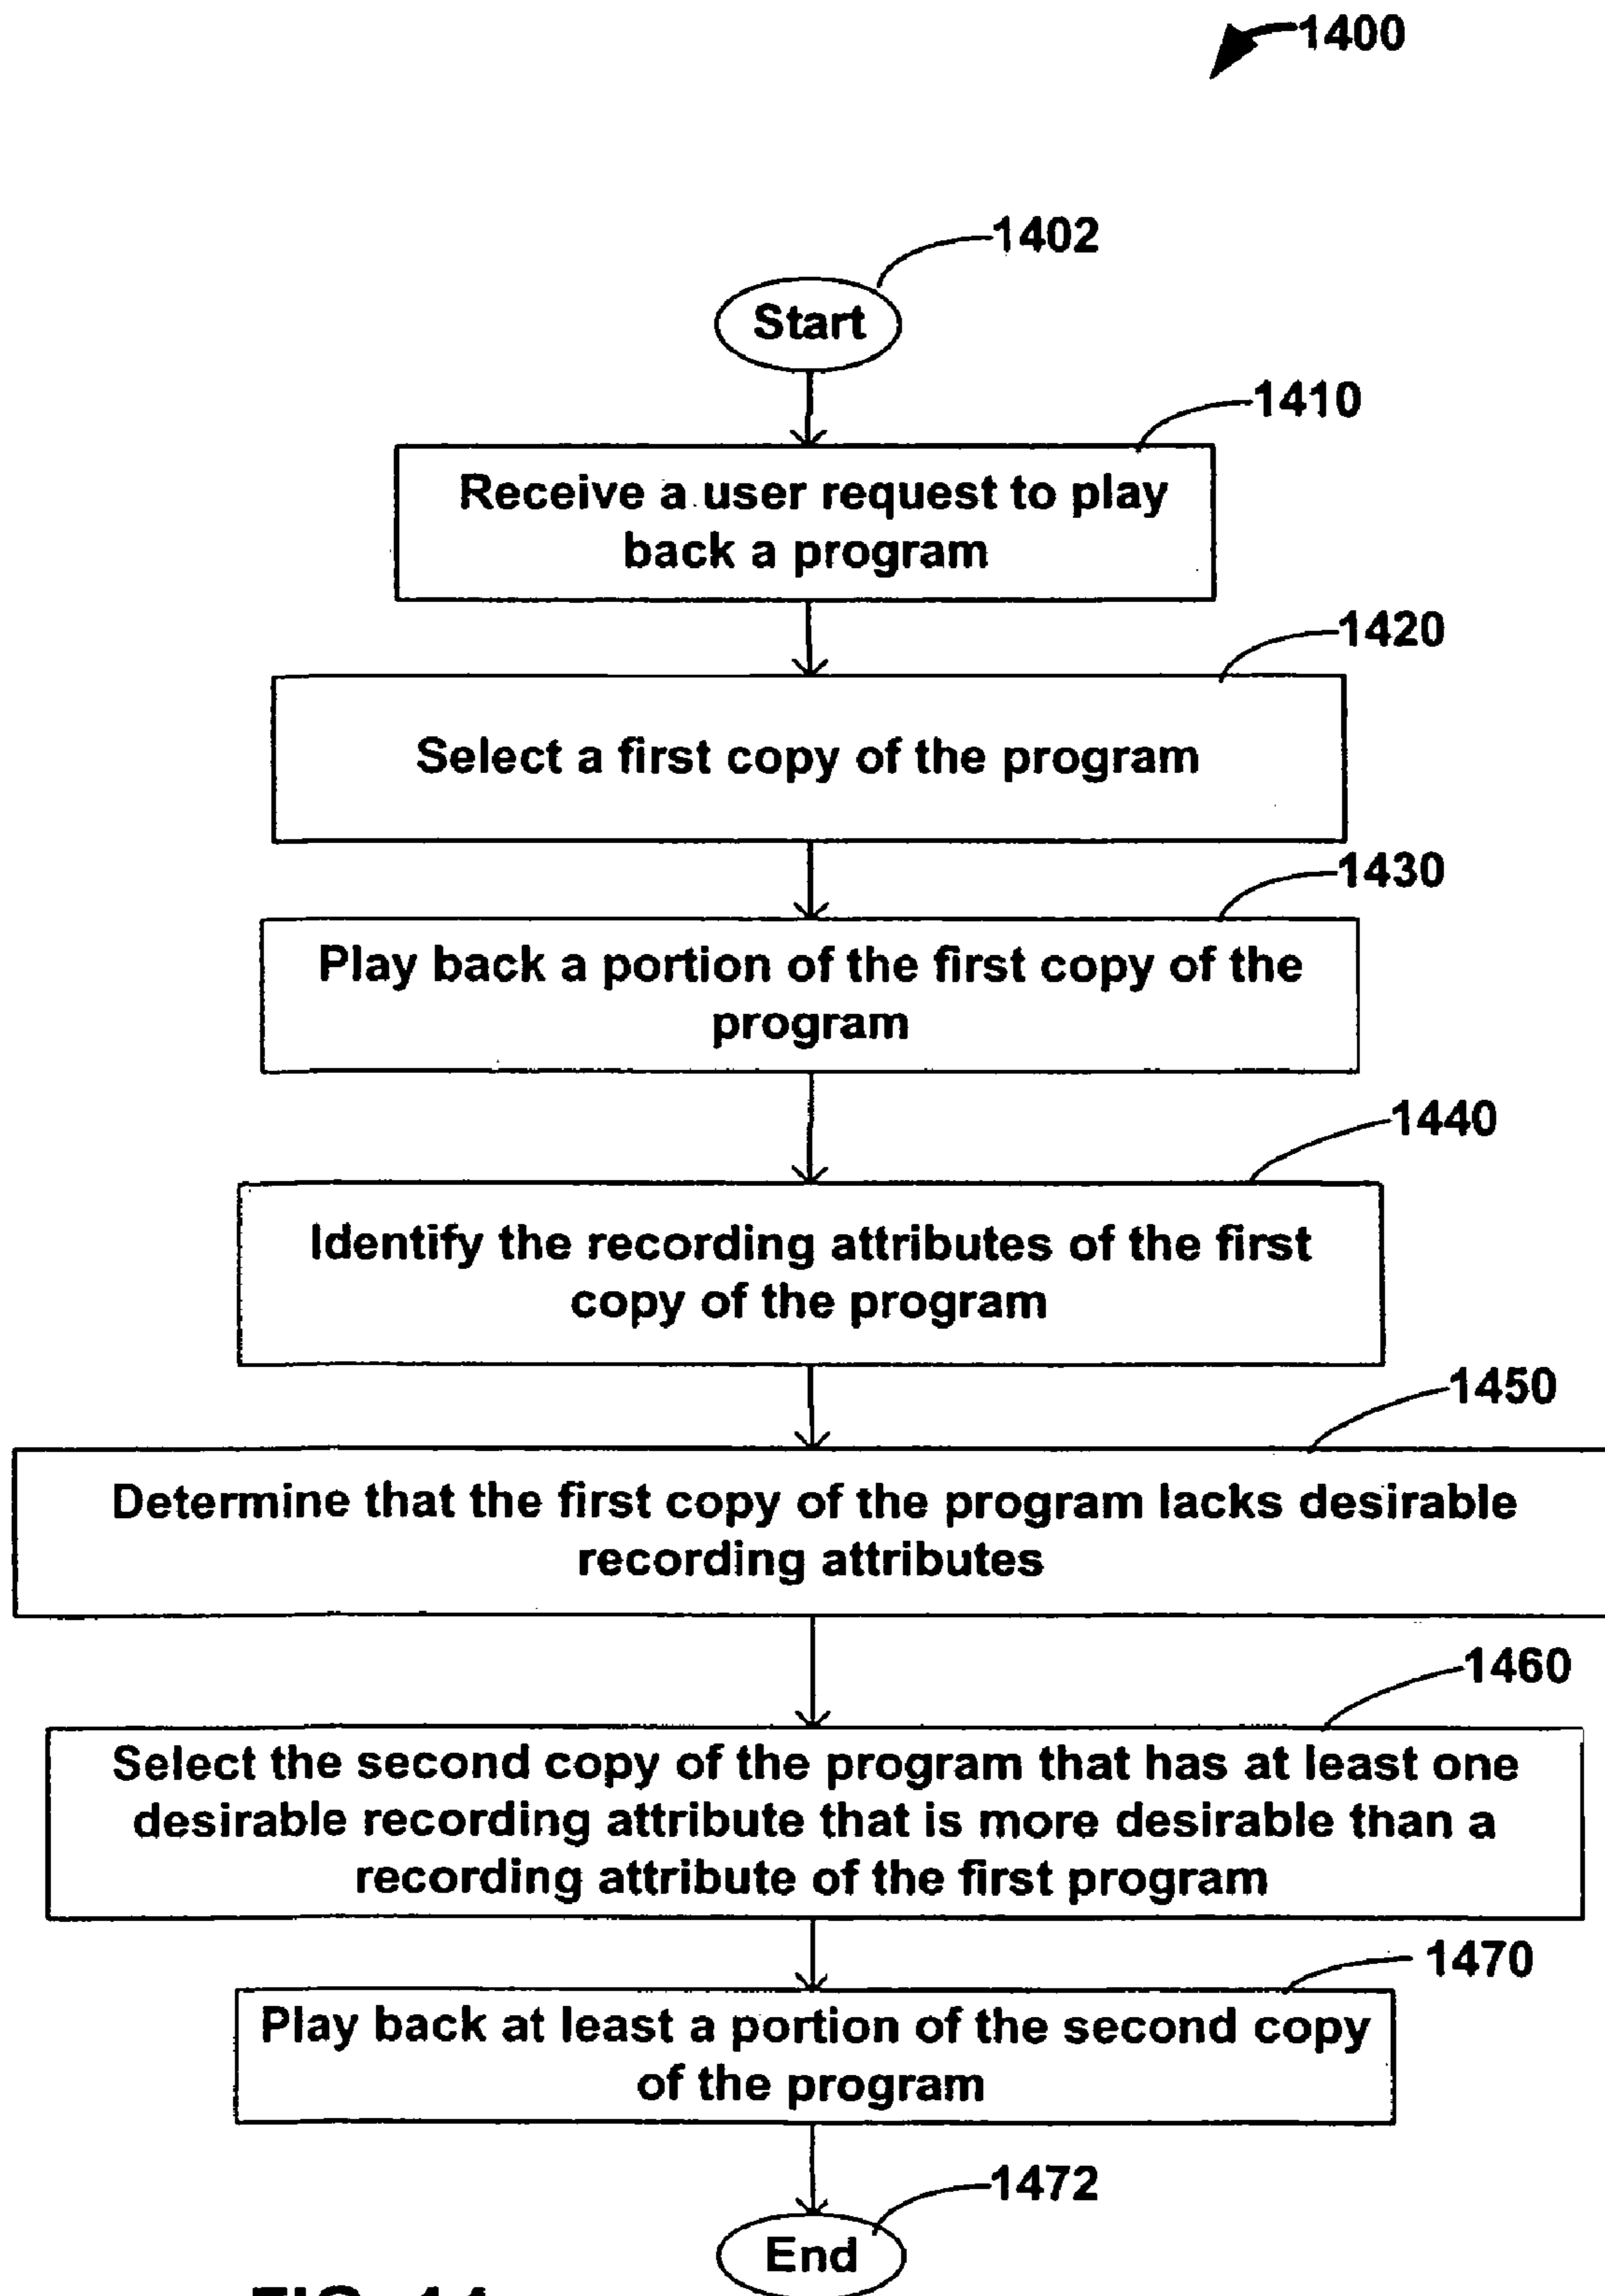 1400
1402
Start
1410
Receive a user request to play
back a program
1420
Select a first copy of the program
1430
Play back a portion of the first copy of the
program
1440
Identify the recording attributes of the first
copy of the program
1450
Determine that the first copy of the program lacks desirable
recording attributes
1460
Select the second copy of the program that has at least one
desirable recording attribute that is more desirable than a
recording attribute of the first program
1470
Play back at least a portion of the second copy
of the program
1472
End